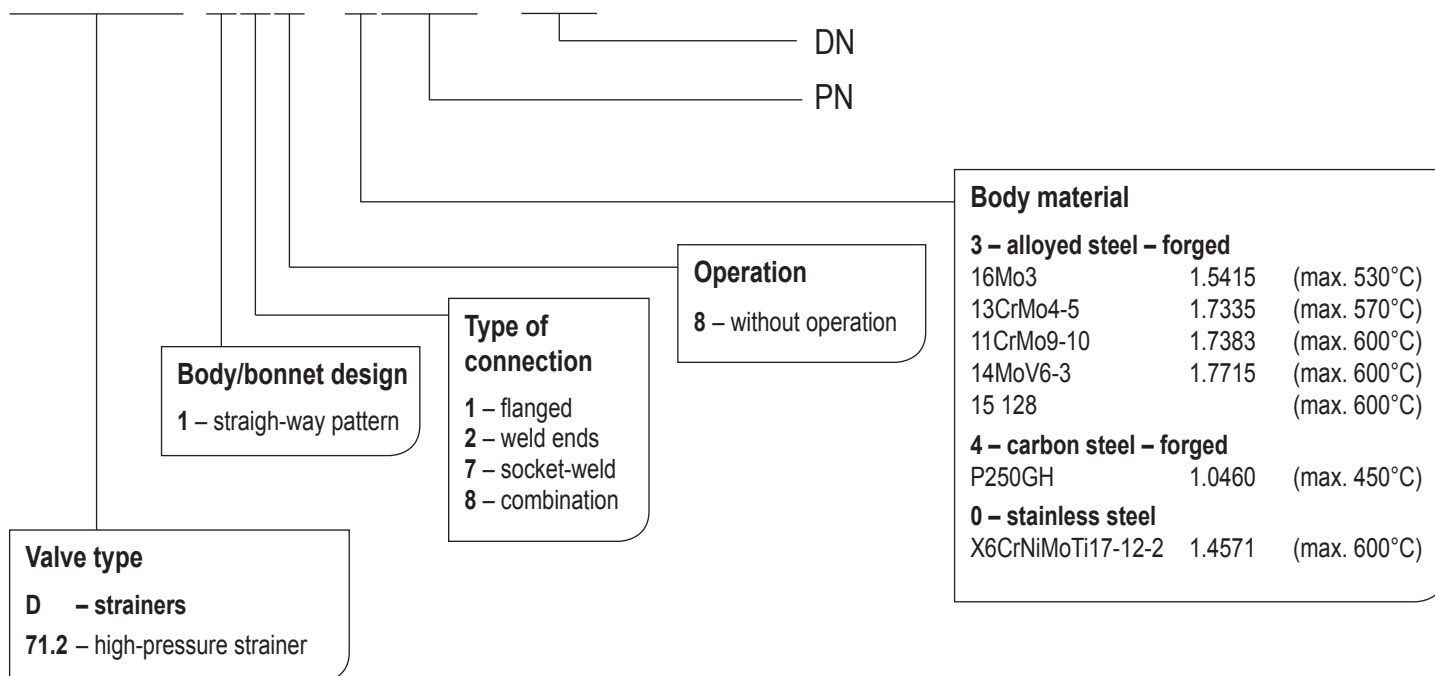 DN
PN
Body material
3 – alloyed steel – forged
16Mo3 1.5415 (max. 530°C)
13CrMo4-5 1.7335 (max. 570°C)
11CrMo9-10 1.7383 (max. 600°C)
14MoV6-3 1.7715 (max. 600°C)
15 128 (max. 600°C)
4 – carbon steel – forged
P250GH 1.0460 (max. 450°C)
0 – stainless steel
X6CrNiMoTi17-12-2 1.4571 (max. 600°C)
Operation
8 – without operation
Type of
connection
1 – flanged
2 – weld ends
7 – socket-weld
8 – combination
Body/bonnet design
1 – straigh-way pattern
Valve type
D – strainers
71.2 – high-pressure strainer